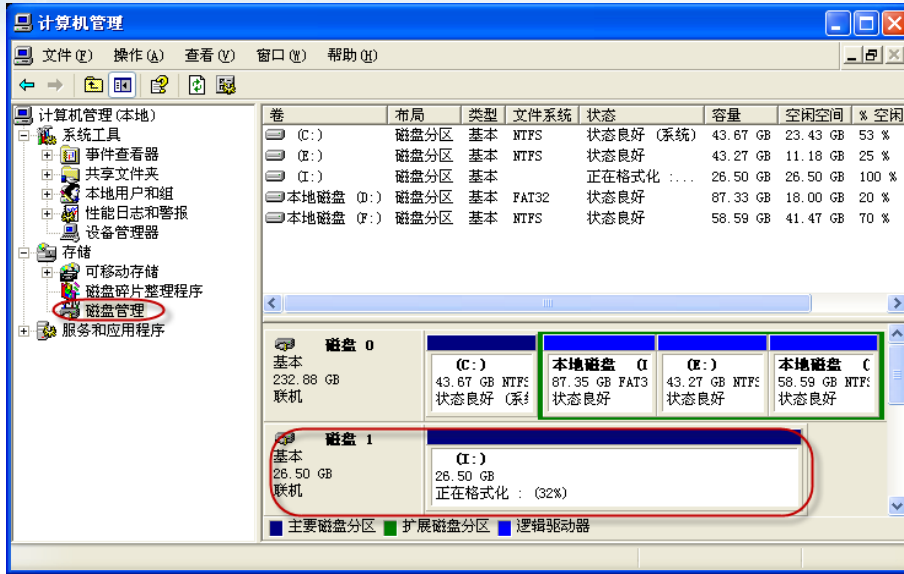 计算机管理
文件(F) 操作(A) 查看(V) 窗口(W) 帮助(H)
计算机管理(本地)
系统工具
事件查看器
共享文件夹
本地用户和组
性能日志和警报
设备管理器
存储
可移动存储
磁盘碎片整理程序
磁盘管理
服务和应用程序
卷 布局 类型 文件系统 状态 容量 空闲空间 % 空闲
(C:) 磁盘分区 基本 NTFS 状态良好 (系统) 43.67 GB 23.43 GB 53 %
(E:) 磁盘分区 基本 NTFS 状态良好 43.27 GB 11.18 GB 25 %
(I:) 磁盘分区 基本 正在格式化 :... 26.50 GB 26.50 GB 100 %
本地磁盘 (D:) 磁盘分区 基本 FAT32 状态良好 87.33 GB 18.00 GB 20 %
本地磁盘 (F:) 磁盘分区 基本 NTFS 状态良好 58.59 GB 41.47 GB 70 %
磁盘 0
基本
232.88 GB
联机
(C:)
43.67 GB NTFS
状态良好 (系
本地磁盘 (D
87.35 GB FAT3
状态良好
(E:)
43.27 GB NTFS
状态良好
本地磁盘 (
58.59 GB NTFS
状态良好
磁盘 1
基本
26.50 GB
联机
(I:)
26.50 GB
正在格式化 : (32%)
主要磁盘分区 扩展磁盘分区 逻辑驱动器